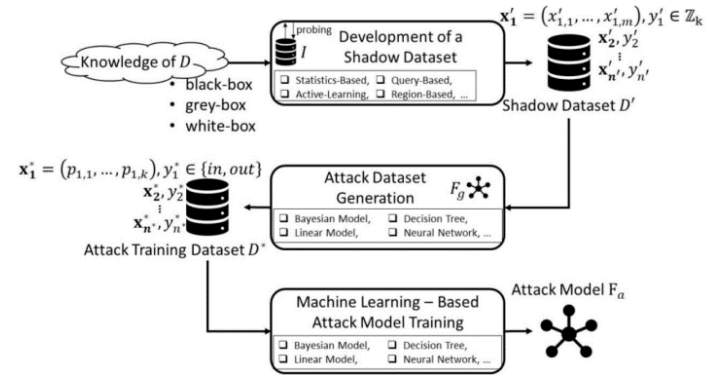 Knowledge of D
• black-box
• grey-box
• white-box
probing
I
Development of a
Shadow Dataset
❑ Statistics-Based, ❑ Query-Based,
❑ Active-Learning, ❑ Region-Based, ...
x′₁ = (x′₁,₁, ..., x′₁,ₘ), y′₁ ∈ ℤₖ
x′₂, y′₂
⋮
x′ₙ′, y′ₙ′
Shadow Dataset D′
x*₁ = (p₁,₁, ..., p₁,ₖ), y*₁ ∈ {in, out}
x*₂, y*₂
⋮
x*ₙ*, y*ₙ*
Attack Training Dataset D*
Attack Dataset
Generation
F_g
❑ Bayesian Model, ❑ Decision Tree,
❑ Linear Model, ❑ Neural Network, ...
Machine Learning – Based
Attack Model Training
❑ Bayesian Model, ❑ Decision Tree,
❑ Linear Model, ❑ Neural Network, ...
Attack Model Fₐ